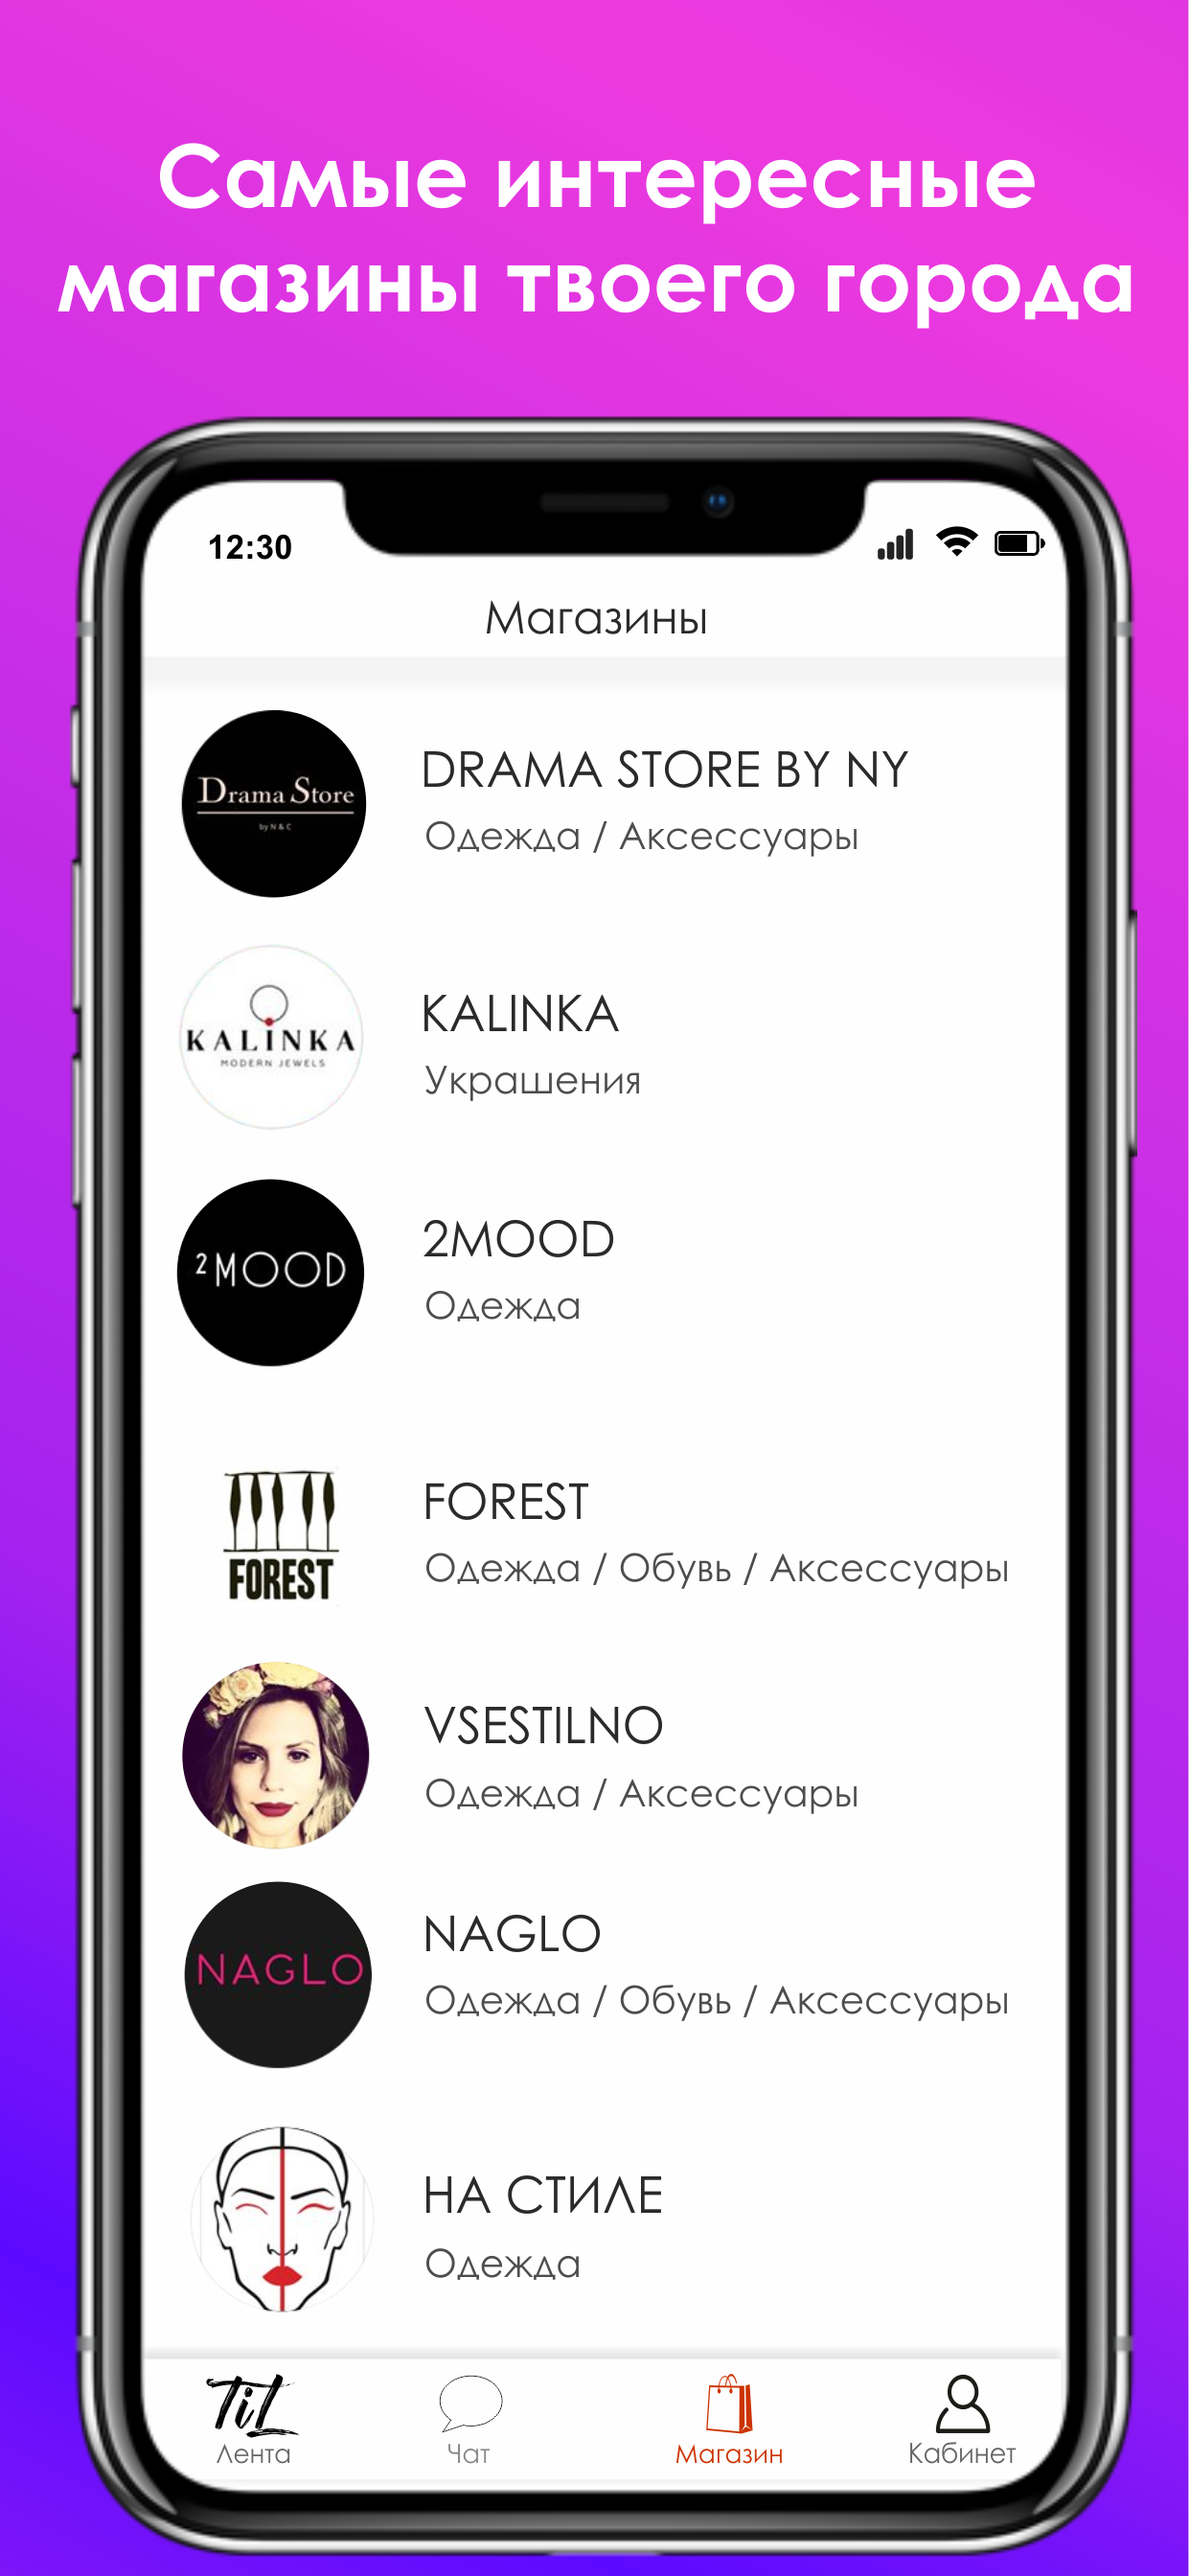 Самые интересные
магазины твоего города
12:30
Магазины
Drama Store
by N & C
DRAMA STORE BY NY
Одежда / Аксессуары
KALINKA
MODERN JEWELS
KALINKA
Украшения
2MOOD
2MOOD
Одежда
FOREST
FOREST
Одежда / Обувь / Аксессуары
VSESTILNO
Одежда / Аксессуары
NAGLO
NAGLO
Одежда / Обувь / Аксессуары
НА СТИЛЕ
Одежда
TiL
Лента
Чат
Магазин
Кабинет